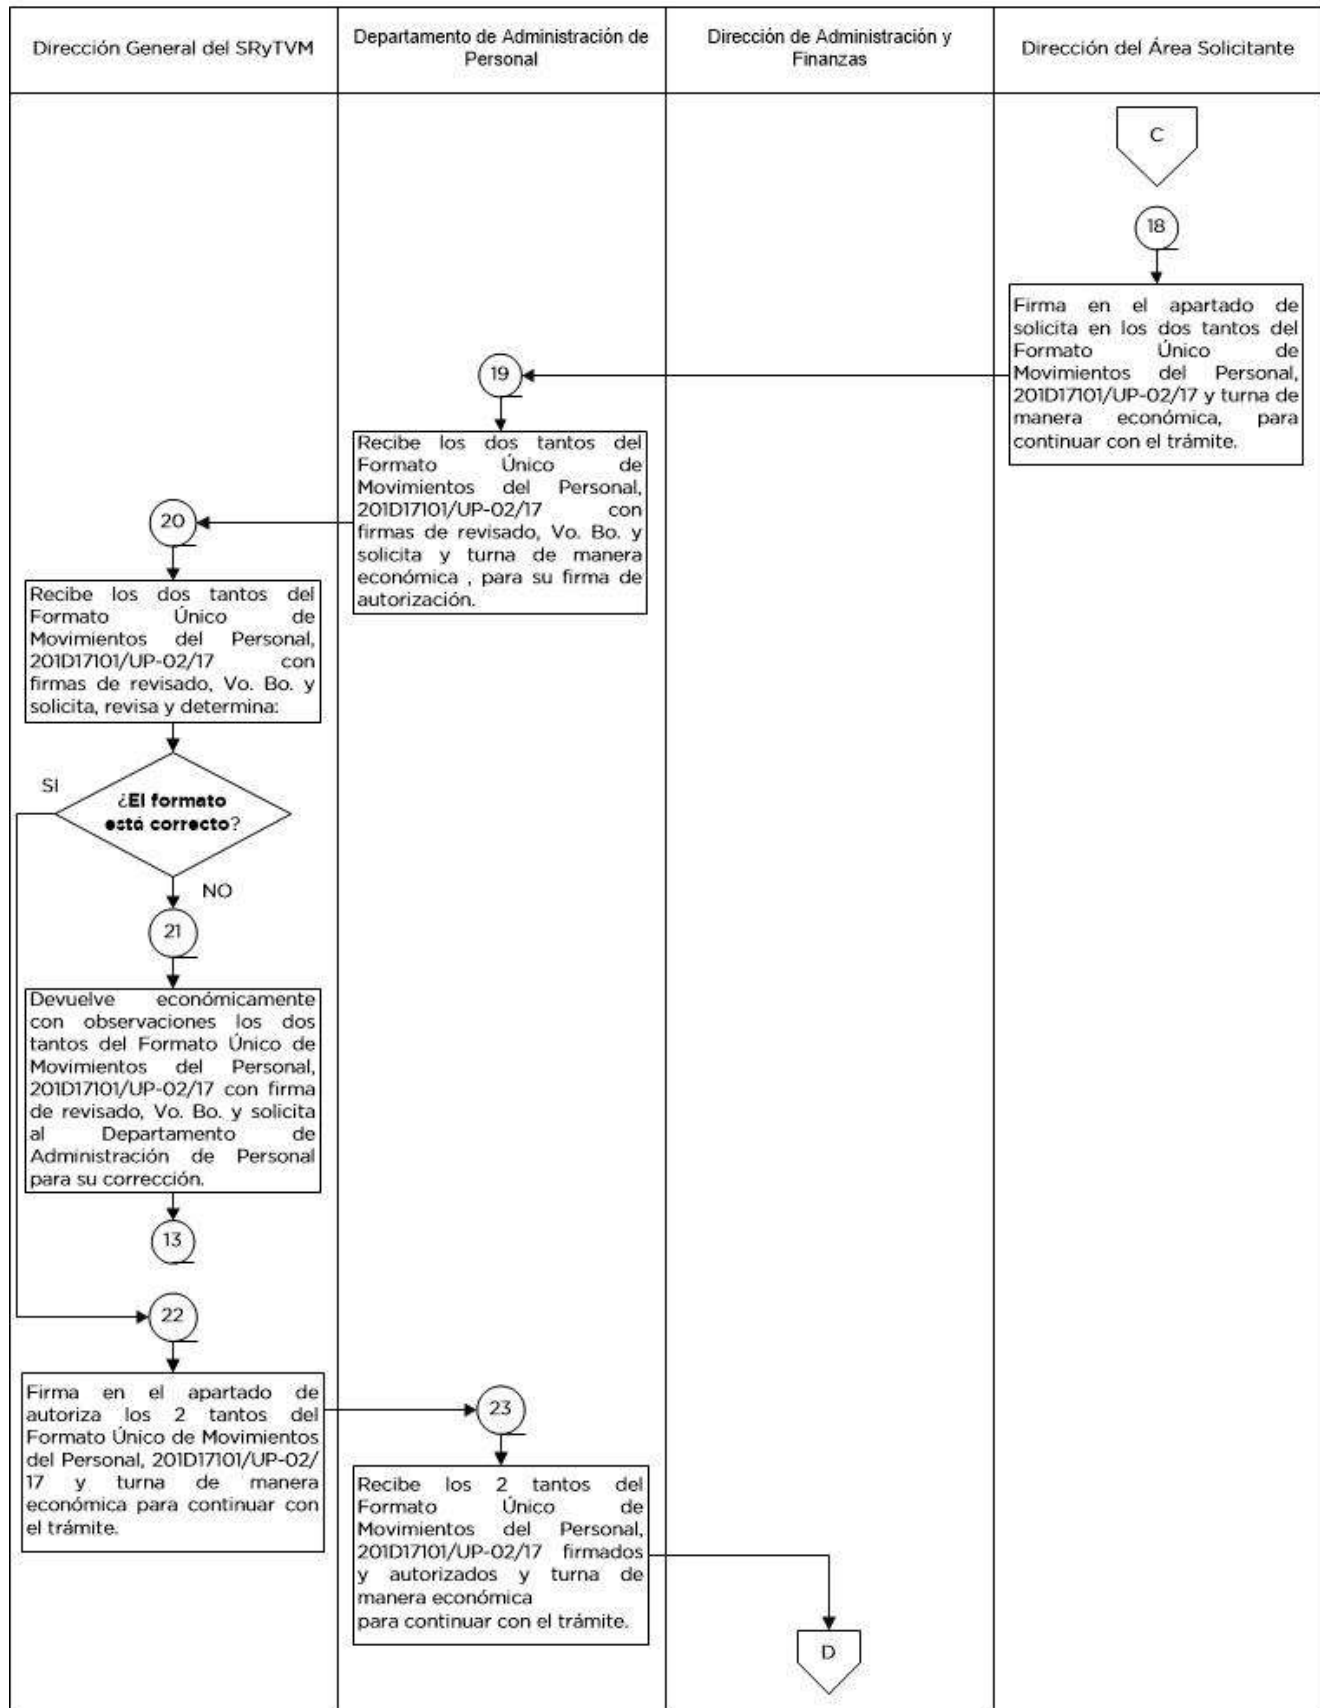 Dirección General del SRyTVM
Departamento de Administración de
Personal
Dirección de Administración y
Finanzas
Dirección del Área Solicitante
C
18
Firma en el apartado de
solicita en los dos tantos del
Formato Único de
Movimientos del Personal,
201D17101/UP-02/17 y turna de
manera económica, para
continuar con el trámite.
19
Recibe los dos tantos del
Formato Único de
Movimientos del Personal,
201D17101/UP-02/17 con
firmas de revisado, Vo. Bo. y
solicita y turna de manera
económica , para su firma de
autorización.
20
Recibe los dos tantos del
Formato Único de
Movimientos del Personal,
201D17101/UP-02/17 con
firmas de revisado, Vo. Bo. y
solicita, revisa y determina:
SI
¿El formato
está correcto?
NO
21
Devuelve económicamente
con observaciones los dos
tantos del Formato Único de
Movimientos del Personal,
201D17101/UP-02/17 con firma
de revisado, Vo. Bo. y solicita
al Departamento de
Administración de Personal
para su corrección.
13
22
Firma en el apartado de
autoriza los 2 tantos del
Formato Único de Movimientos
del Personal, 201D17101/UP-02/
17 y turna de manera
económica para continuar con
el trámite.
23
Recibe los 2 tantos del
Formato Único de
Movimientos del Personal,
201D17101/UP-02/17 firmados
y autorizados y turna de
manera económica
para continuar con el trámite.
D